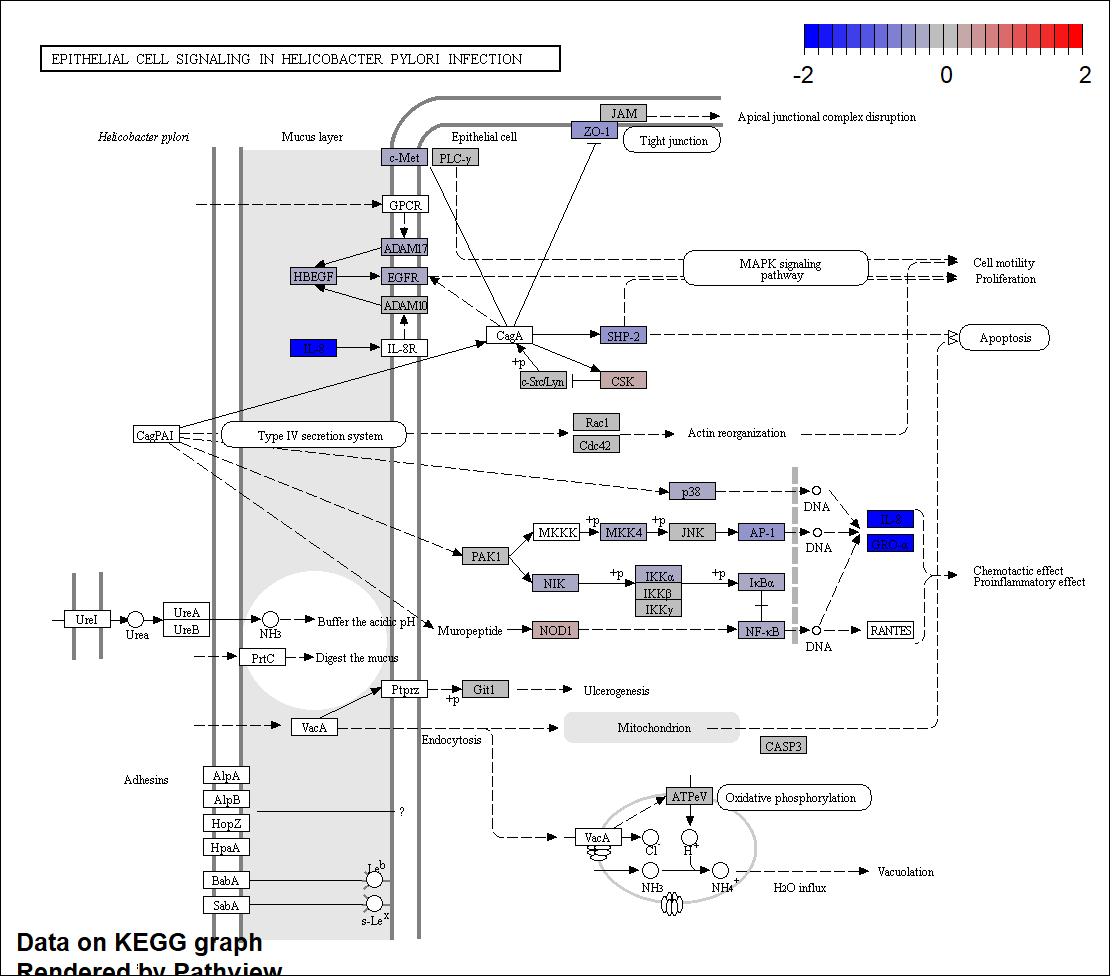 -2 0 2
EPITHELIAL CELL SIGNALING IN HELICOBACTER PYLORI INFECTION
JAM
Apical junctional complex disruption
Helicobacter pylori
Mucus layer
Epithelial cell
ZO-1
Tight junction
c-Met
PLC-γ
GPCR
ADAM17
HBEGF
EGFR
MAPK signaling
pathway
Cell motility
Proliferation
ADAM10
CagA
SHP-2
Apoptosis
IL-8R
+p
c-Src/Lyn
CSK
CagPAI
Type IV secretion system
Rac1
Cdc42
Actin reorganization
p38
DNA
+p
+p
MKKK
MKK4
JNK
AP-1
DNA
PAK1
NIK
+p
IKKα
IKKβ
IKKγ
+p
IκBα
Chemotactic effect
Proinflammatory effect
UreI
Urea
UreA
UreB
NH3
Buffer the acidic pH
Muropeptide
NOD1
NF-κB
DNA
RANTES
PrtC
Digest the mucus
Ptprz
+p
Git1
Ulcerogenesis
VacA
Endocytosis
Mitochondrion
CASP3
Adhesins
AlpA
AlpB
HopZ
HpaA
BabA
SabA
?
Le b
s-Le x
ATPeV
Oxidative phosphorylation
VacA
Cl-
H+
NH3
NH4+
H2O influx
Vacuolation
Data on KEGG graph
Rendered by Pathview